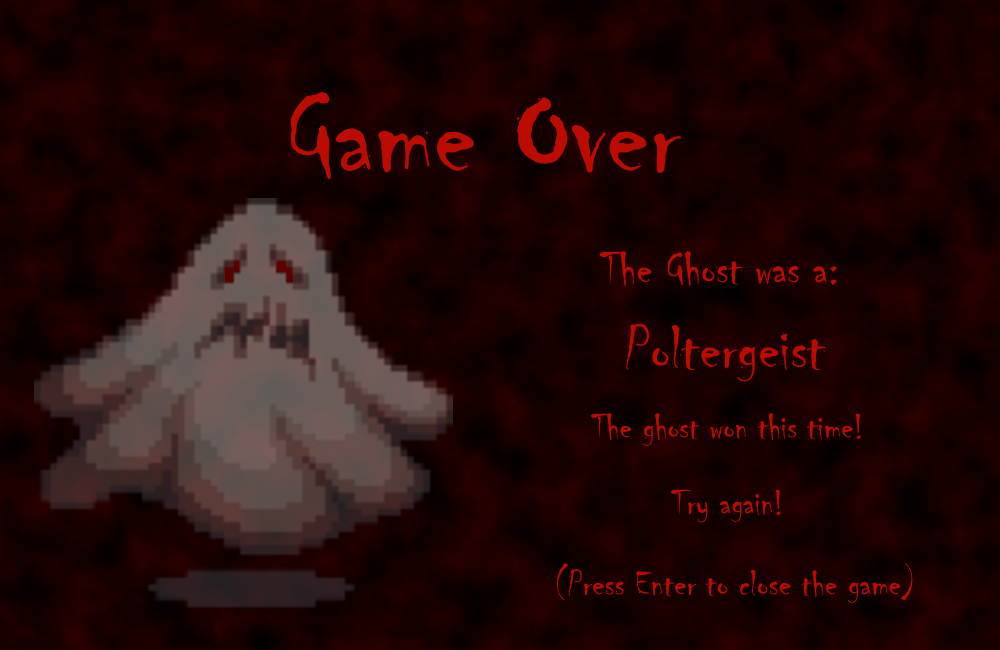 Game Over
The Ghost was a:
Poltergeist
The ghost won this time!
Try again!
(Press Enter to close the game)